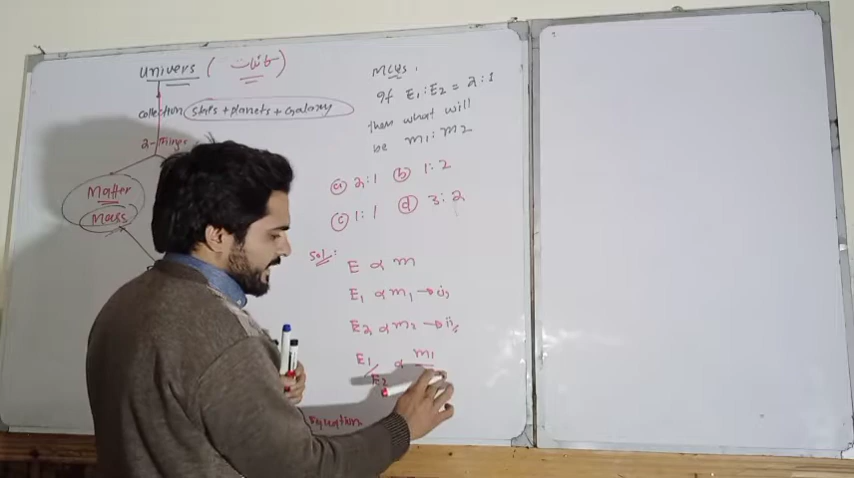 univers (کائنات)
collection stars + planets + Galaxy
2-things
Matter
Mass
Equation
MCQs.
If E1 : E2 = 2:1
then what will
be m1 : m2
(a) 2:1 (b) 1:2
(c) 1:1 (d) 3:2
Sol:
E ∝ m
E1 ∝ m1 → i,
E2 ∝ m2 → ii,
E1/E2 ∝ m1